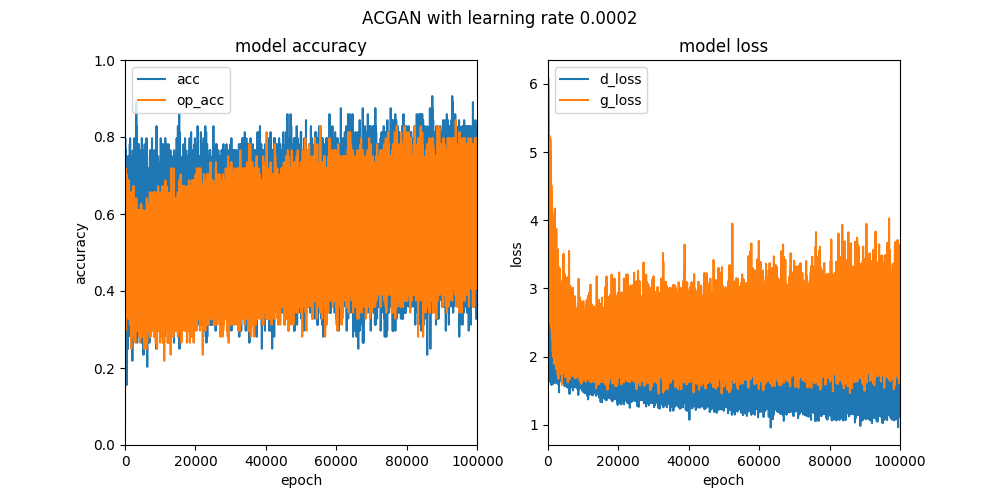 ACGAN with learning rate 0.0002
model accuracy
acc
op_acc
1.0
0.8
0.6
0.4
0.2
0.0
accuracy
0 20000 40000 60000 80000 100000
epoch
model loss
d_loss
g_loss
6
5
4
3
2
1
loss
0 20000 40000 60000 80000 100000
epoch